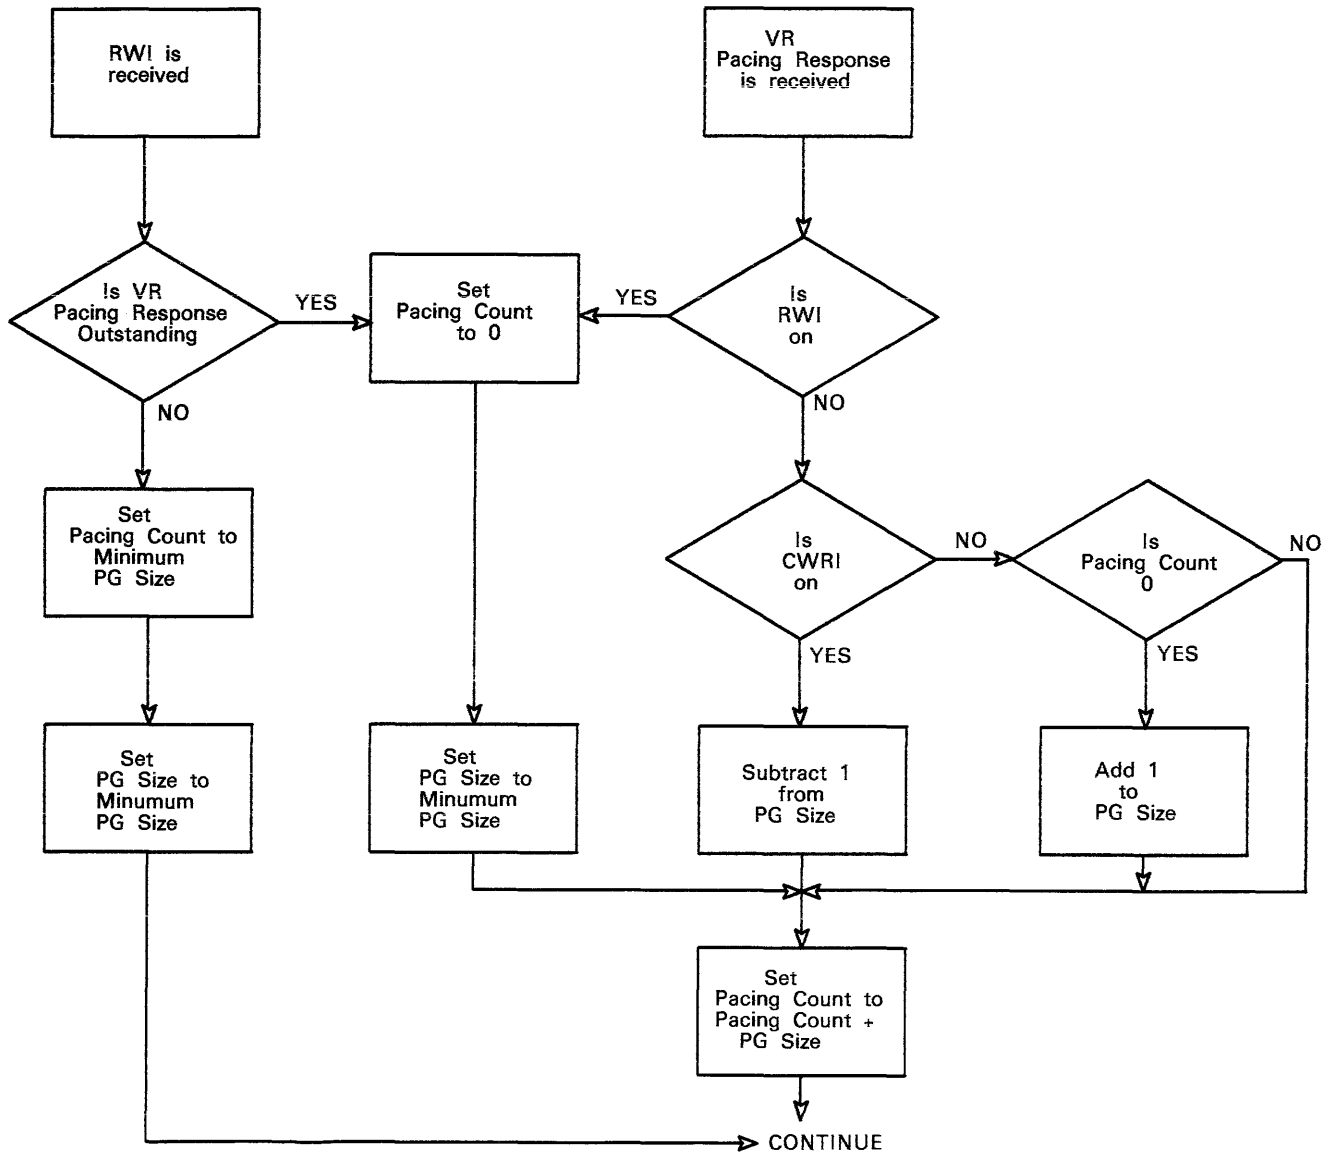 RWI is
received
VR
Pacing Response
is received
Is VR
Pacing Response
Outstanding
YES
Set
Pacing Count
to 0
YES
Is
RWI
on
NO
NO
Set
Pacing Count to
Minimum
PG Size
Is
CWRI
on
NO
Is
Pacing Count
0
NO
YES
YES
Set
PG Size to
Minumum
PG Size
Set
PG Size to
Minumum
PG Size
Subtract 1
from
PG Size
Add 1
to
PG Size
Set
Pacing Count to
Pacing Count +
PG Size
CONTINUE